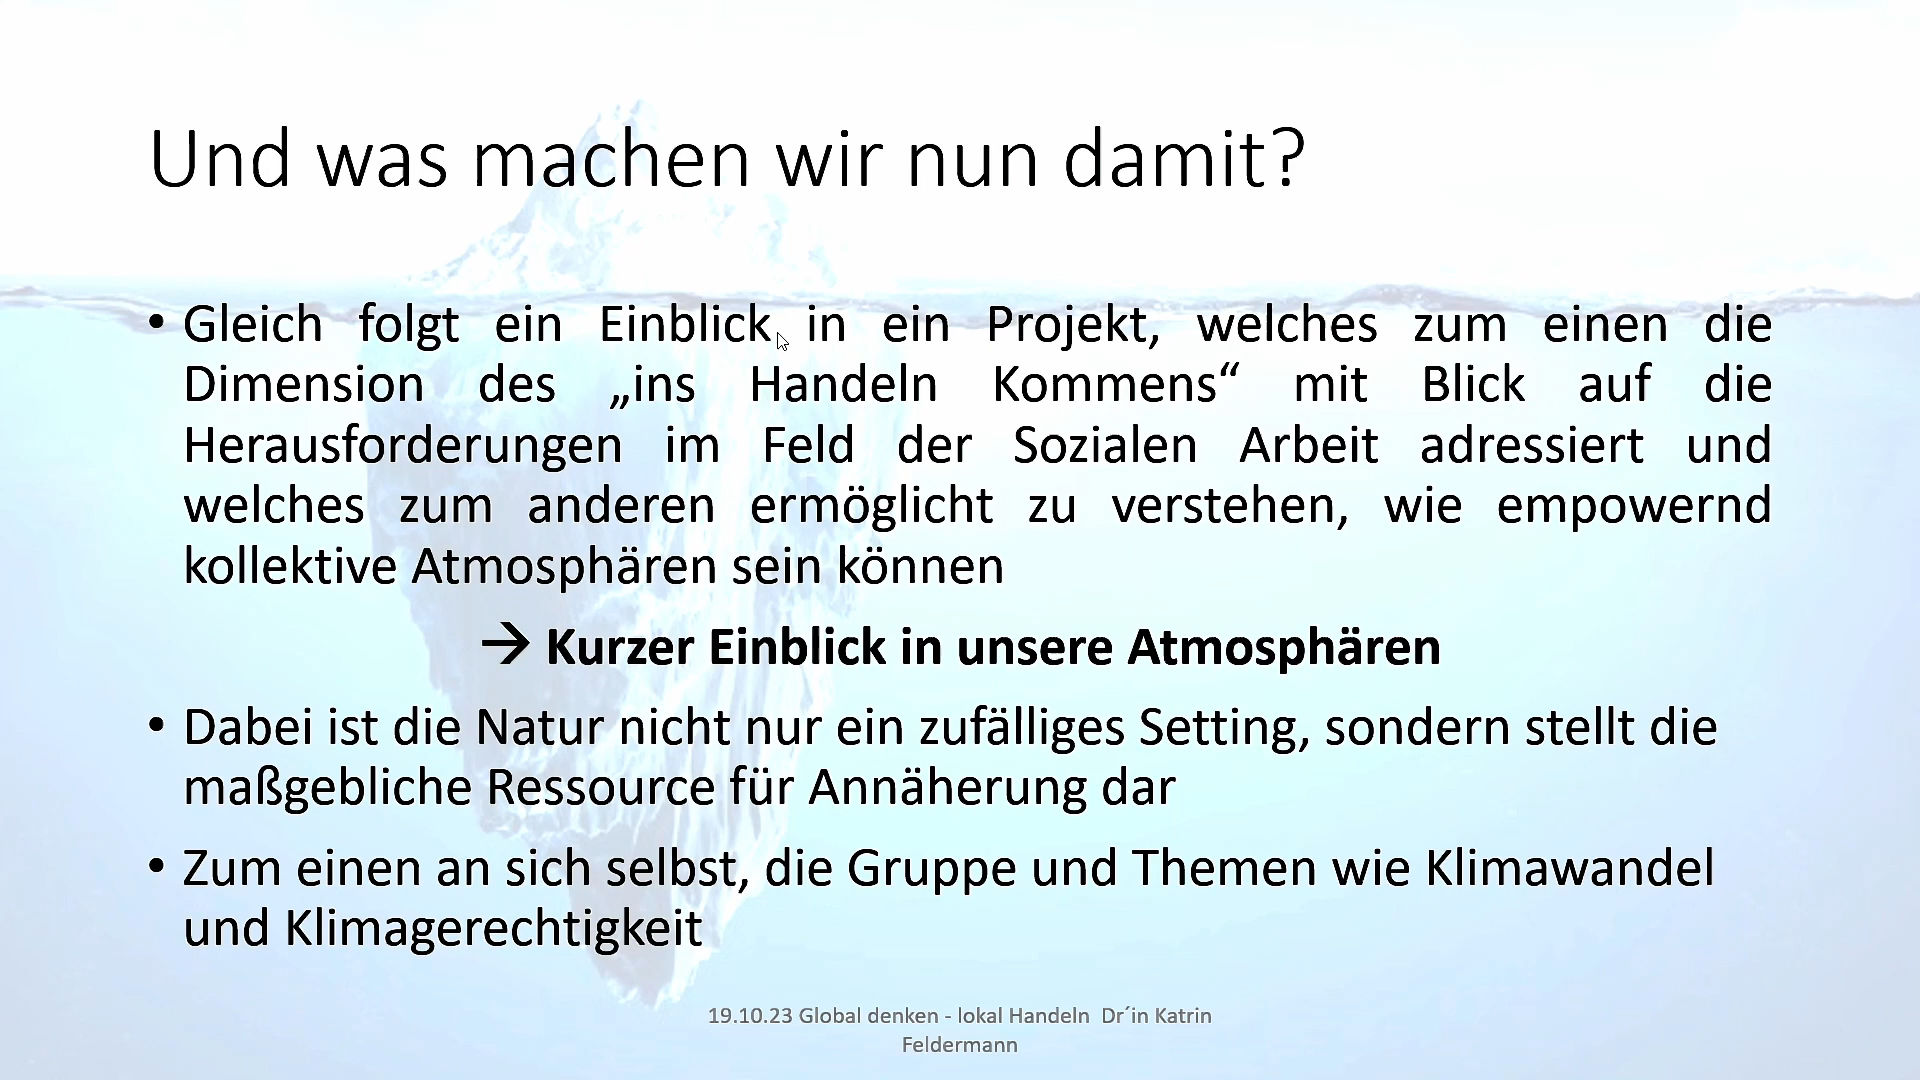 Und was machen wir nun damit?
• Gleich folgt ein Einblick in ein Projekt, welches zum einen die
Dimension des „ins Handeln Kommens“ mit Blick auf die
Herausforderungen im Feld der Sozialen Arbeit adressiert und
welches zum anderen ermöglicht zu verstehen, wie empowernd
kollektive Atmosphären sein können
→ Kurzer Einblick in unsere Atmosphären
• Dabei ist die Natur nicht nur ein zufälliges Setting, sondern stellt die
maßgebliche Ressource für Annäherung dar
• Zum einen an sich selbst, die Gruppe und Themen wie Klimawandel
und Klimagerechtigkeit
19.10.23 Global denken - lokal Handeln Dr´in Katrin
Feldermann